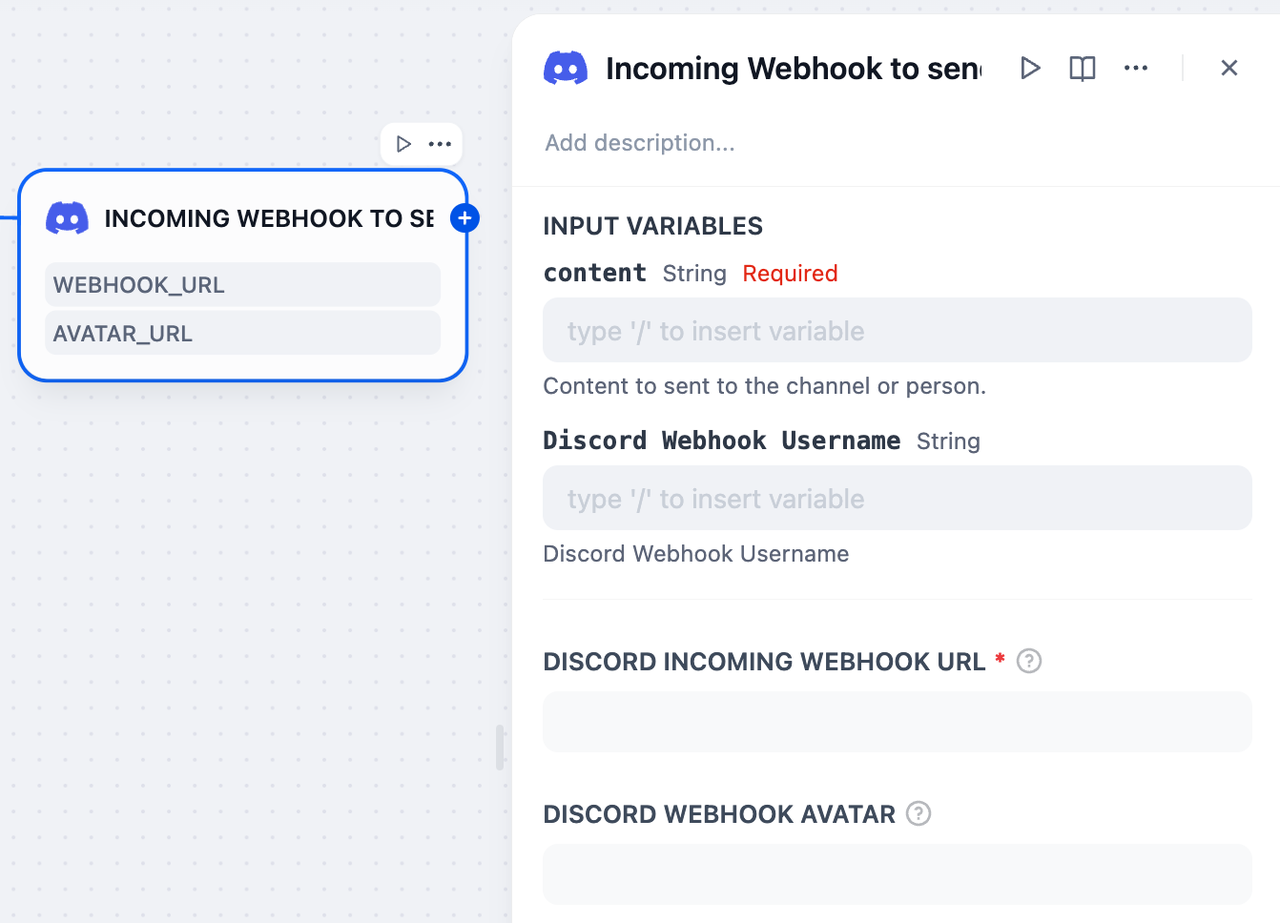 Incoming Webhook to sen
Add description...
INCOMING WEBHOOK TO SE
WEBHOOK_URL
AVATAR_URL
INPUT VARIABLES
content String Required
type '/' to insert variable
Content to sent to the channel or person.
Discord Webhook Username String
type '/' to insert variable
Discord Webhook Username
DISCORD INCOMING WEBHOOK URL *
DISCORD WEBHOOK AVATAR